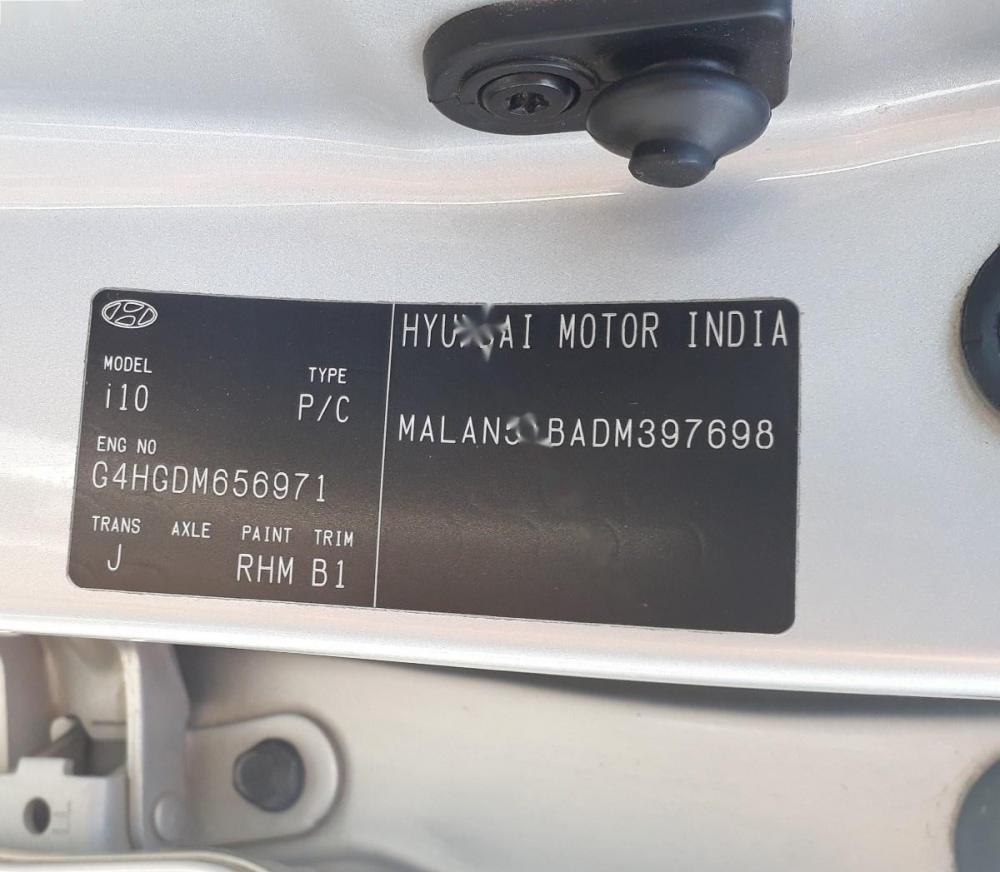 MODEL
i10
TYPE
P/C
ENG NO
G4HGDM656971
TRANS AXLE PAINT TRIM
J RHM B1
MOTOR INDIA